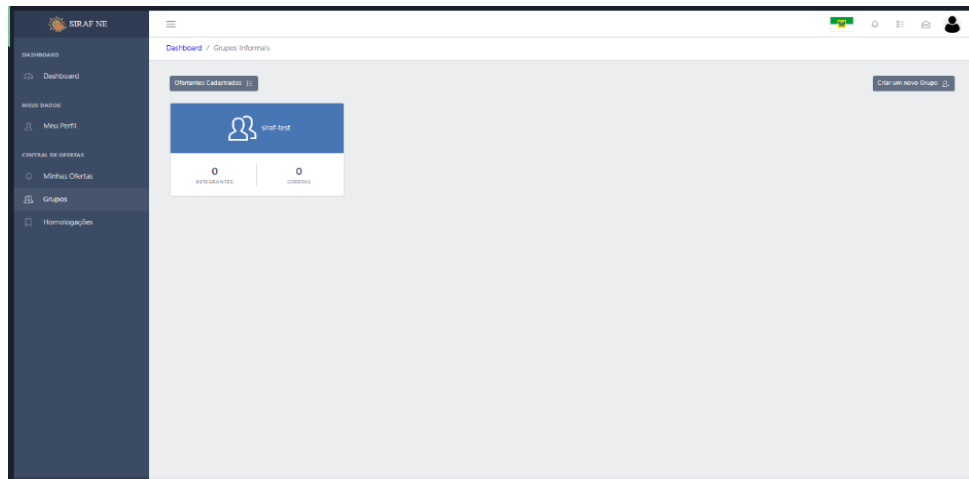 SIRAF NE
DASHBOARD
Dashboard
MEUS DADOS
Meu Perfil
CENTRAL DE OFERTAS
Minhas Ofertas
Grupos
Homologações
Dashboard / Grupos Informais
Ofertantes Cadastrados
Criar um novo Grupo
siraf-test
0 0
INTEGRANTES OFERTAS